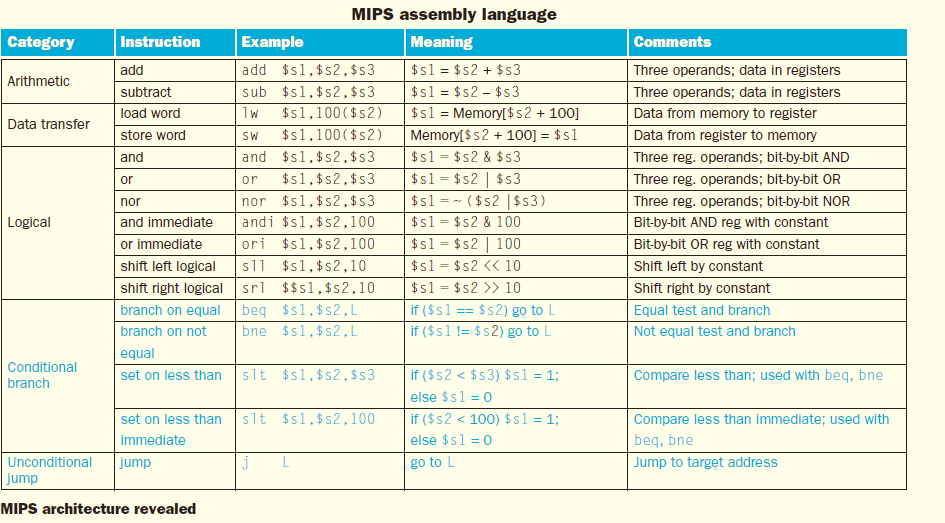 MIPS assembly language
Category Instruction Example Meaning Comments
Arithmetic
add add $s1,$s2,$s3 $s1 = $s2 + $s3 Three operands; data in registers
subtract sub $s1,$s2,$s3 $s1 = $s2 – $s3 Three operands; data in registers
Data transfer
load word lw $s1,100($s2) $s1 = Memory[$s2 + 100] Data from memory to register
store word sw $s1,100($s2) Memory[$s2 + 100] = $s1 Data from register to memory
Logical
and and $s1,$s2,$s3 $s1 = $s2 & $s3 Three reg. operands; bit-by-bit AND
or or $s1,$s2,$s3 $s1 = $s2 | $s3 Three reg. operands; bit-by-bit OR
nor nor $s1,$s2,$s3 $s1 = ~ ($s2 |$s3) Three reg. operands; bit-by-bit NOR
and immediate andi $s1,$s2,100 $s1 = $s2 & 100 Bit-by-bit AND reg with constant
or immediate ori $s1,$s2,100 $s1 = $s2 | 100 Bit-by-bit OR reg with constant
shift left logical sll $s1,$s2,10 $s1 = $s2 << 10 Shift left by constant
shift right logical srl $$s1,$s2,10 $s1 = $s2 >> 10 Shift right by constant
Conditional
branch
branch on equal beq $s1,$s2,L if ($s1 == $s2) go to L Equal test and branch
branch on not bne $s1,$s2,L if ($s1 != $s2) go to L Not equal test and branch
equal
set on less than slt $s1,$s2,$s3 if ($s2 < $s3) $s1 = 1; Compare less than; used with beq, bne
else $s1 = 0
set on less than slt $s1,$s2,100 if ($s2 < 100) $s1 = 1; Compare less than immediate; used with
immediate else $s1 = 0 beq, bne
Unconditional jump j L go to L Jump to target address
jump
MIPS architecture revealed